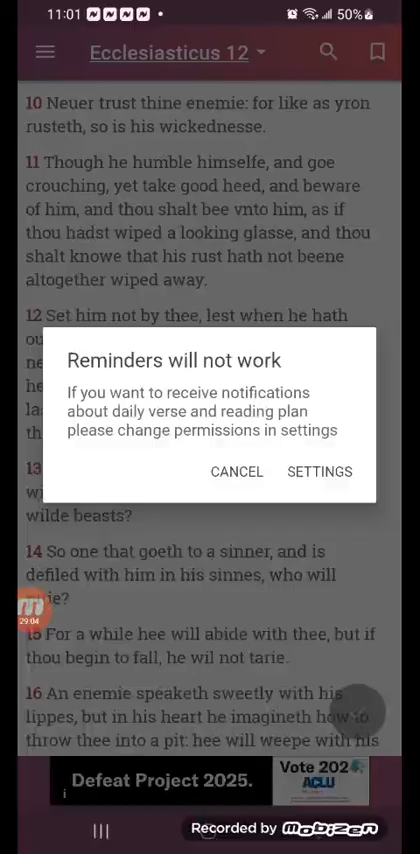 11:01
50%
Ecclesiasticus 12
10 Neuer trust thine enemie: for like as yron
rusteth, so is his wickednesse.
11 Though he humble himselfe, and goe
crouching, yet take good heed, and beware
of him, and thou shalt bee vnto him, as if
thou hadst wiped a looking glasse, and thou
shalt knowe that his rust hath not beene
altogether wiped away.
12 Set him not by thee, lest when he hath
Reminders will not work
If you want to receive notifications
about daily verse and reading plan
please change permissions in settings
CANCEL SETTINGS
13
wilde beasts?
14 So one that goeth to a sinner, and is
defiled with him in his sinnes, who will
29:04
15 For a while hee will abide with thee, but if
thou begin to fall, he wil not tarie.
16 An enemie speaketh sweetly with his
lippes, but in his heart he imagineth how to
throw thee into a pit: hee will weepe with his
Defeat Project 2025.
Vote 202
ACLU
Recorded by mobizen